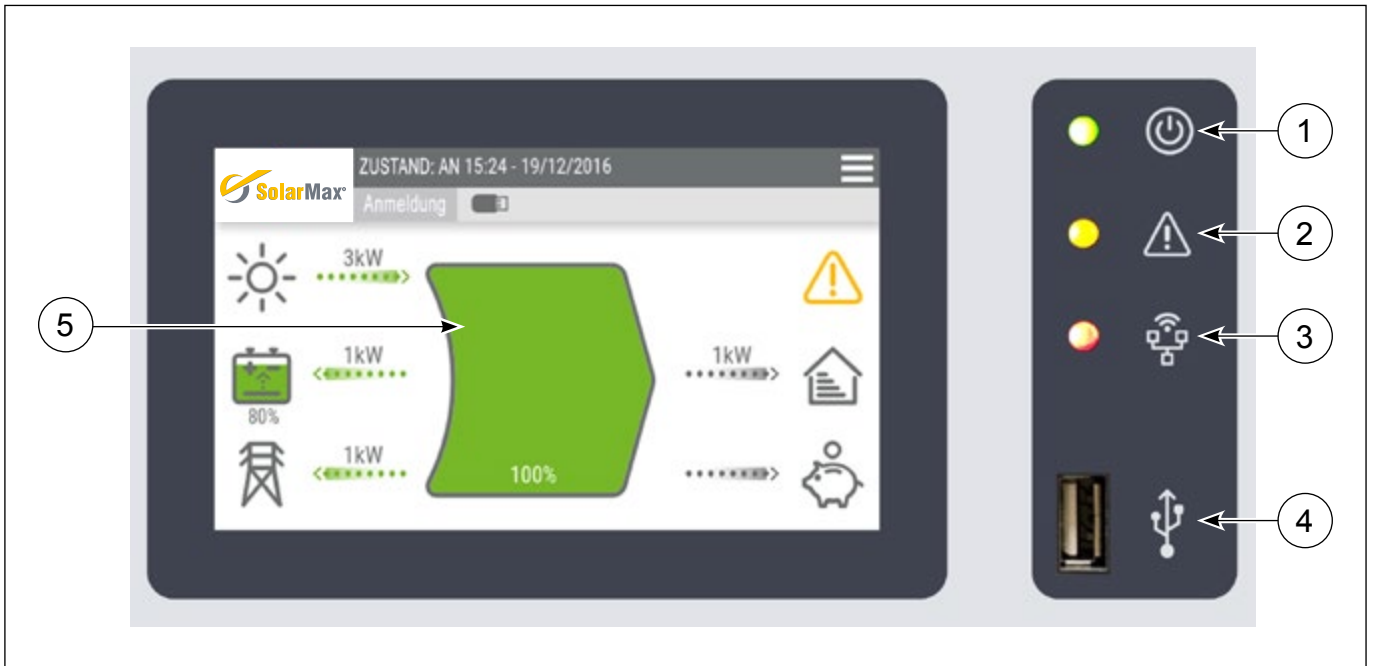 ZUSTAND: AN 15:24 - 19/12/2016
SolarMax®
Anmeldung
3kW
1kW
80%
1kW
100%
1kW
1
2
3
4
5